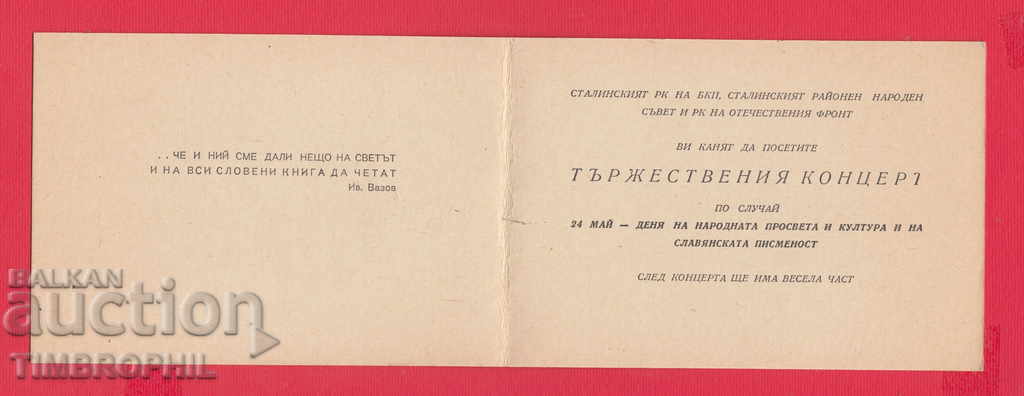 . . ЧЕ И НИЙ СМЕ ДАЛИ НЕЩО НА СВЕТЪТ
И НА ВСИ СЛОВЕНИ КНИГА ДА ЧЕТАТ
Ив. Вазов
СТАЛИНСКИЯТ РК НА БКП, СТАЛИНСКИЯТ РАЙОНЕН НАРОДЕН
СЪВЕТ И РК НА ОТЕЧЕСТВЕНИЯ ФРОНТ
ВИ КАНЯТ ДА ПОСЕТИТЕ
ТЪРЖЕСТВЕНИЯ КОНЦЕРТ
ПО СЛУЧАЙ
24 МАЙ — ДЕНЯ НА НАРОДНАТА ПРОСВЕТА И КУЛТУРА И НА
СЛАВЯНСКАТА ПИСМЕНОСТ
СЛЕД КОНЦЕРТА ЩЕ ИМА ВЕСЕЛА ЧАСТ
BALKAN
auction
TIMBROPHIL